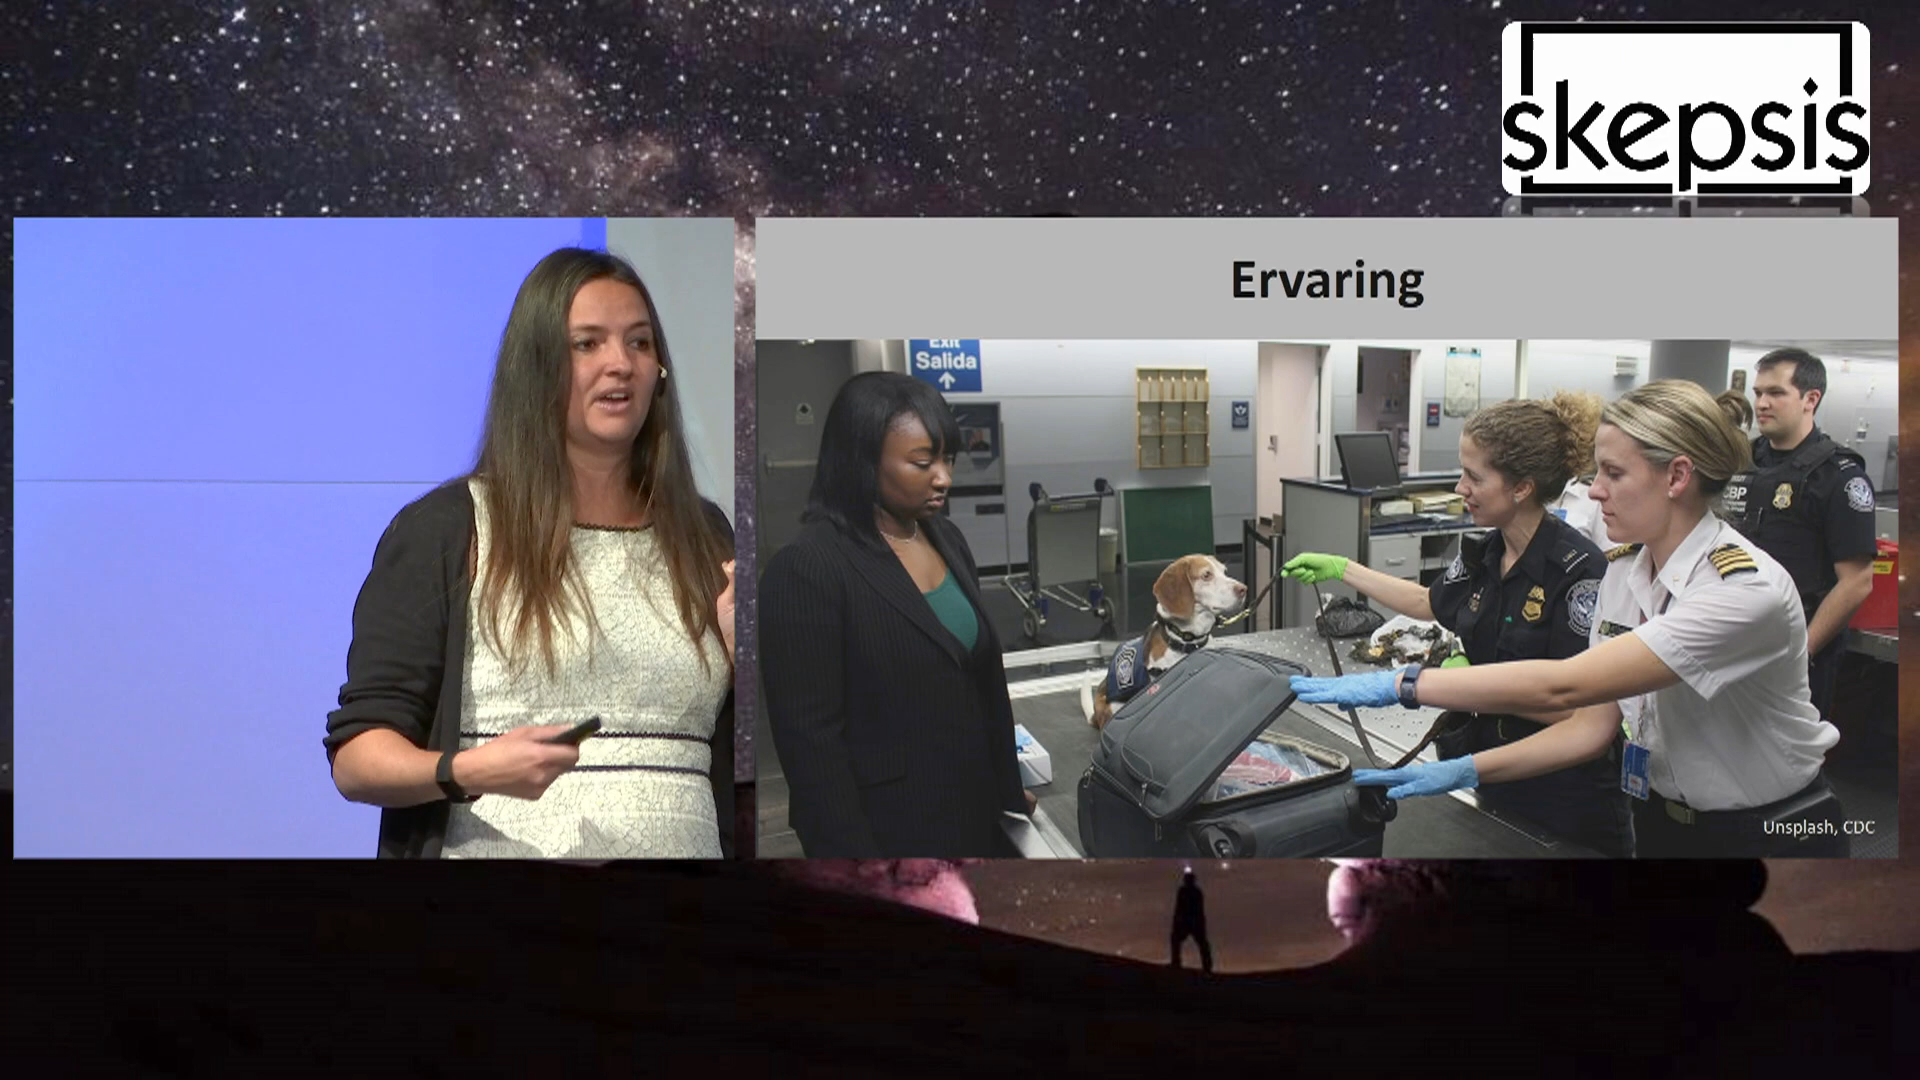 skepsis
Ervaring
Exit
Salida
CBP
Unsplash, CDC